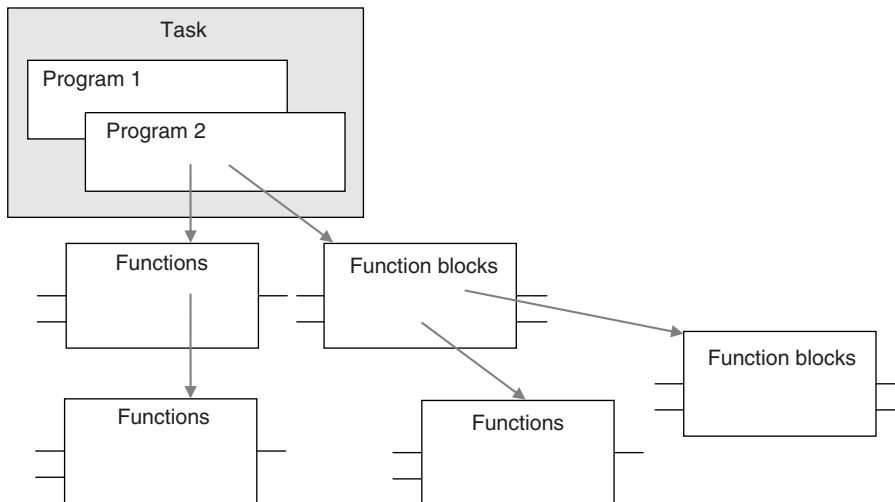 Task
Program 1
Program 2
Functions
Function blocks
Function blocks
Functions
Functions